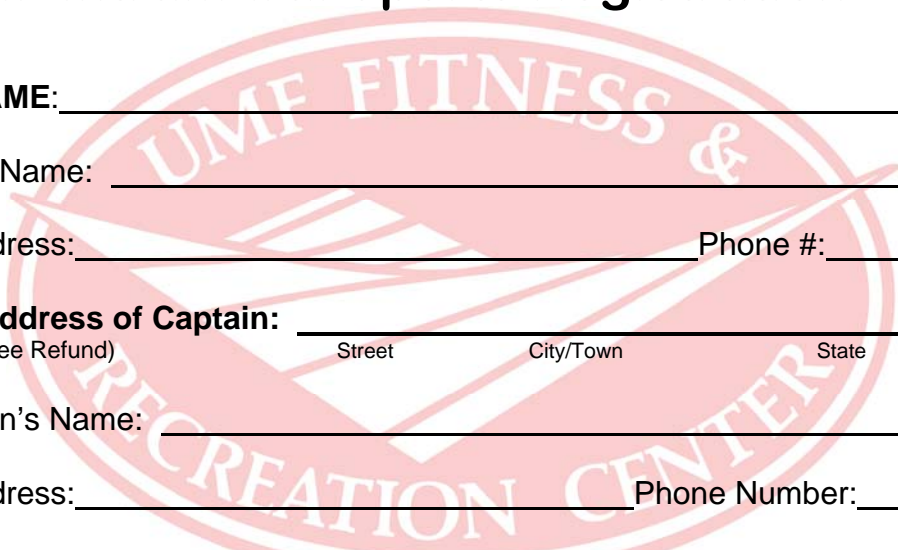 UMF FITNESS &
AME:
Name:
dress: Phone #:
ddress of Captain:
ee Refund) Street City/Town State
n's Name:
dress: Phone Number:
RECREATION CENTER